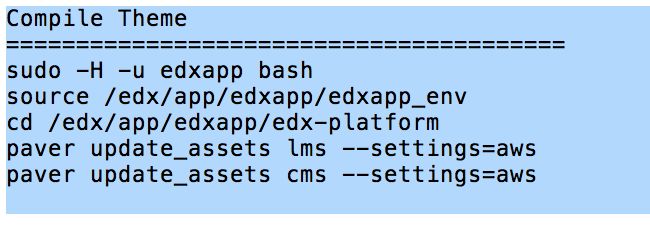 Compile Theme
========================================
sudo -H -u edxapp bash
source /edx/app/edxapp/edxapp_env
cd /edx/app/edxapp/edx-platform
paver update_assets lms --settings=aws
paver update_assets cms --settings=aws